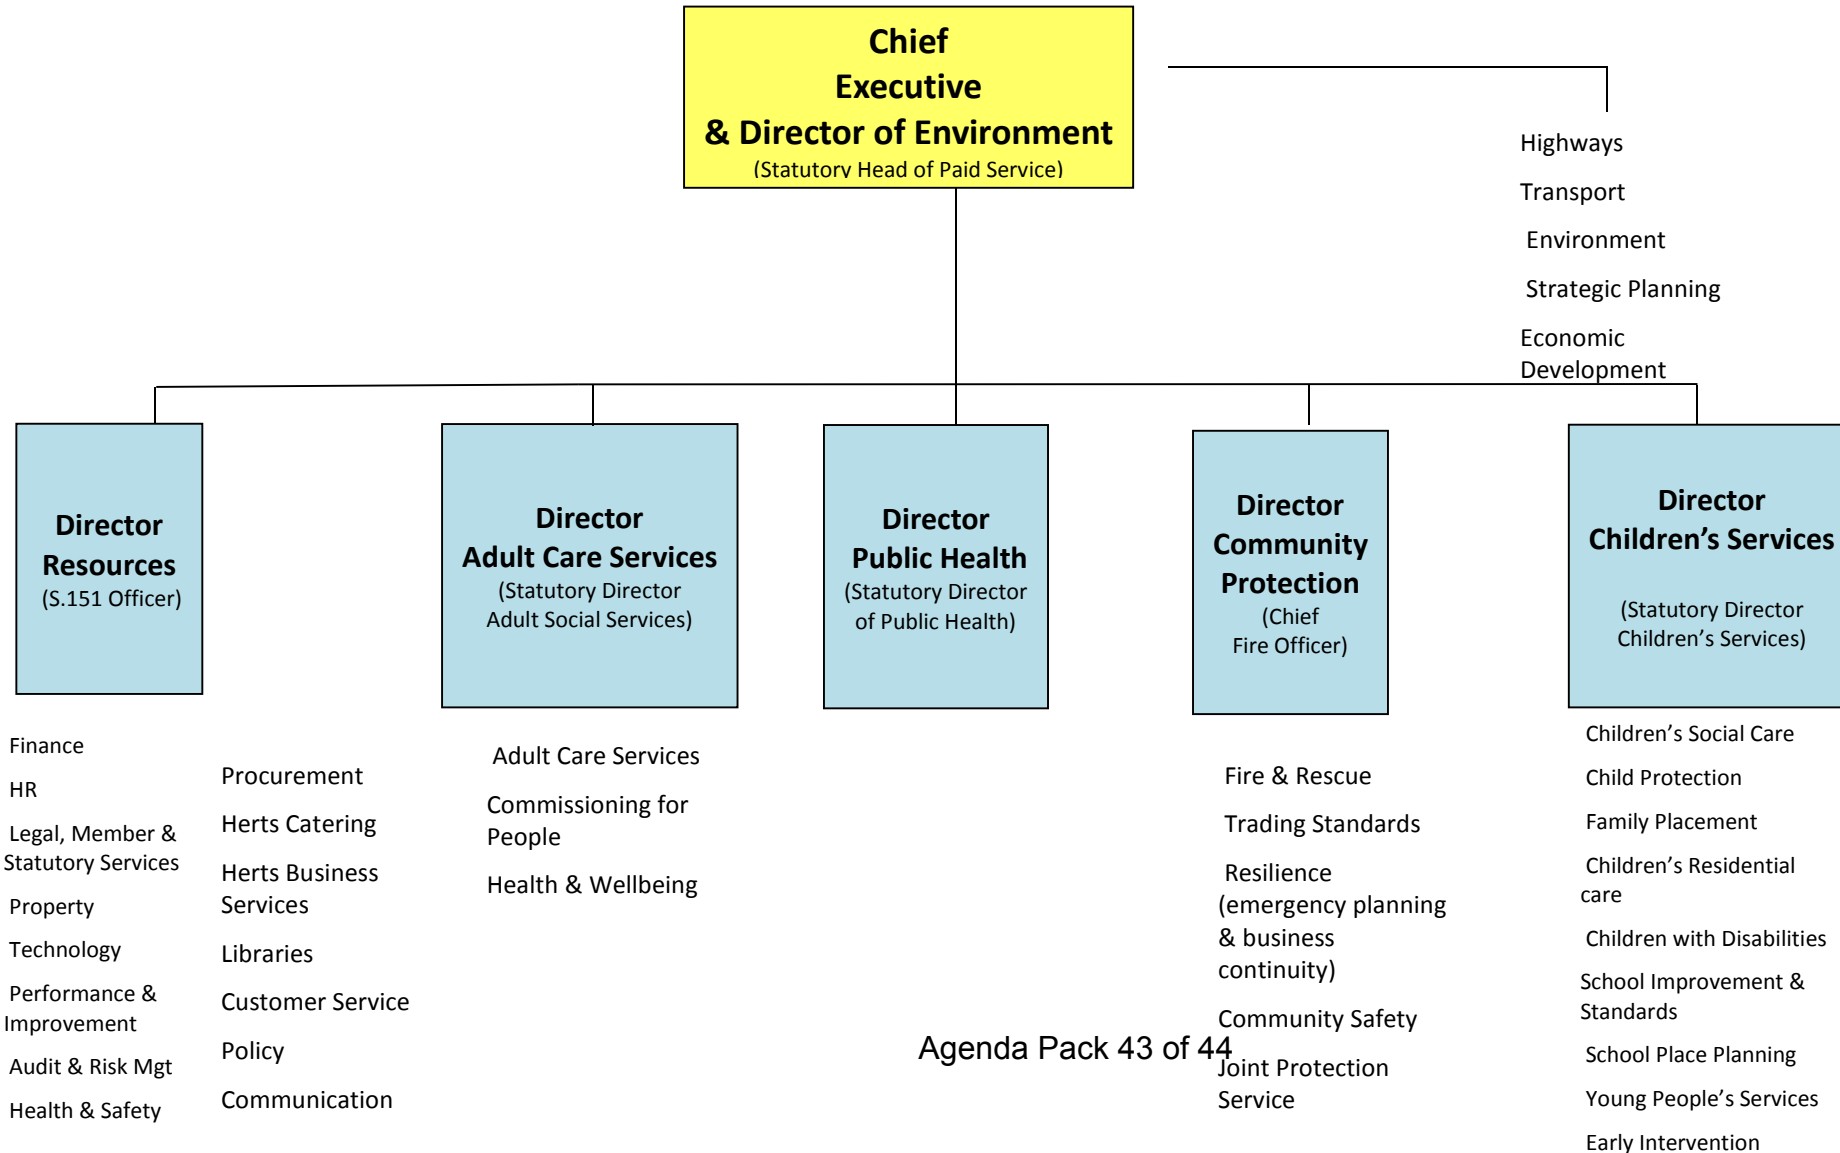 Chief
Executive
& Director of Environment
(Statutory Head of Paid Service)
Highways
Transport
Environment
Strategic Planning
Economic
Development
Director
Resources
(S.151 Officer)
Director
Adult Care Services
(Statutory Director
Adult Social Services)
Director
Public Health
(Statutory Director
of Public Health)
Director
Community
Protection
(Chief
Fire Officer)
Director
Children’s Services
(Statutory Director
Children’s Services)
Finance
HR
Legal, Member &
Statutory Services
Property
Technology
Performance &
Improvement
Audit & Risk Mgt
Health & Safety
Procurement
Herts Catering
Herts Business
Services
Libraries
Customer Service
Policy
Communication
Adult Care Services
Commissioning for
People
Health & Wellbeing
Fire & Rescue
Trading Standards
Resilience
(emergency planning
& business
continuity)
Community Safety
Joint Protection
Service
Children’s Social Care
Child Protection
Family Placement
Children’s Residential
care
Children with Disabilities
School Improvement &
Standards
School Place Planning
Young People’s Services
Early Intervention
Agenda Pack 43 of 44